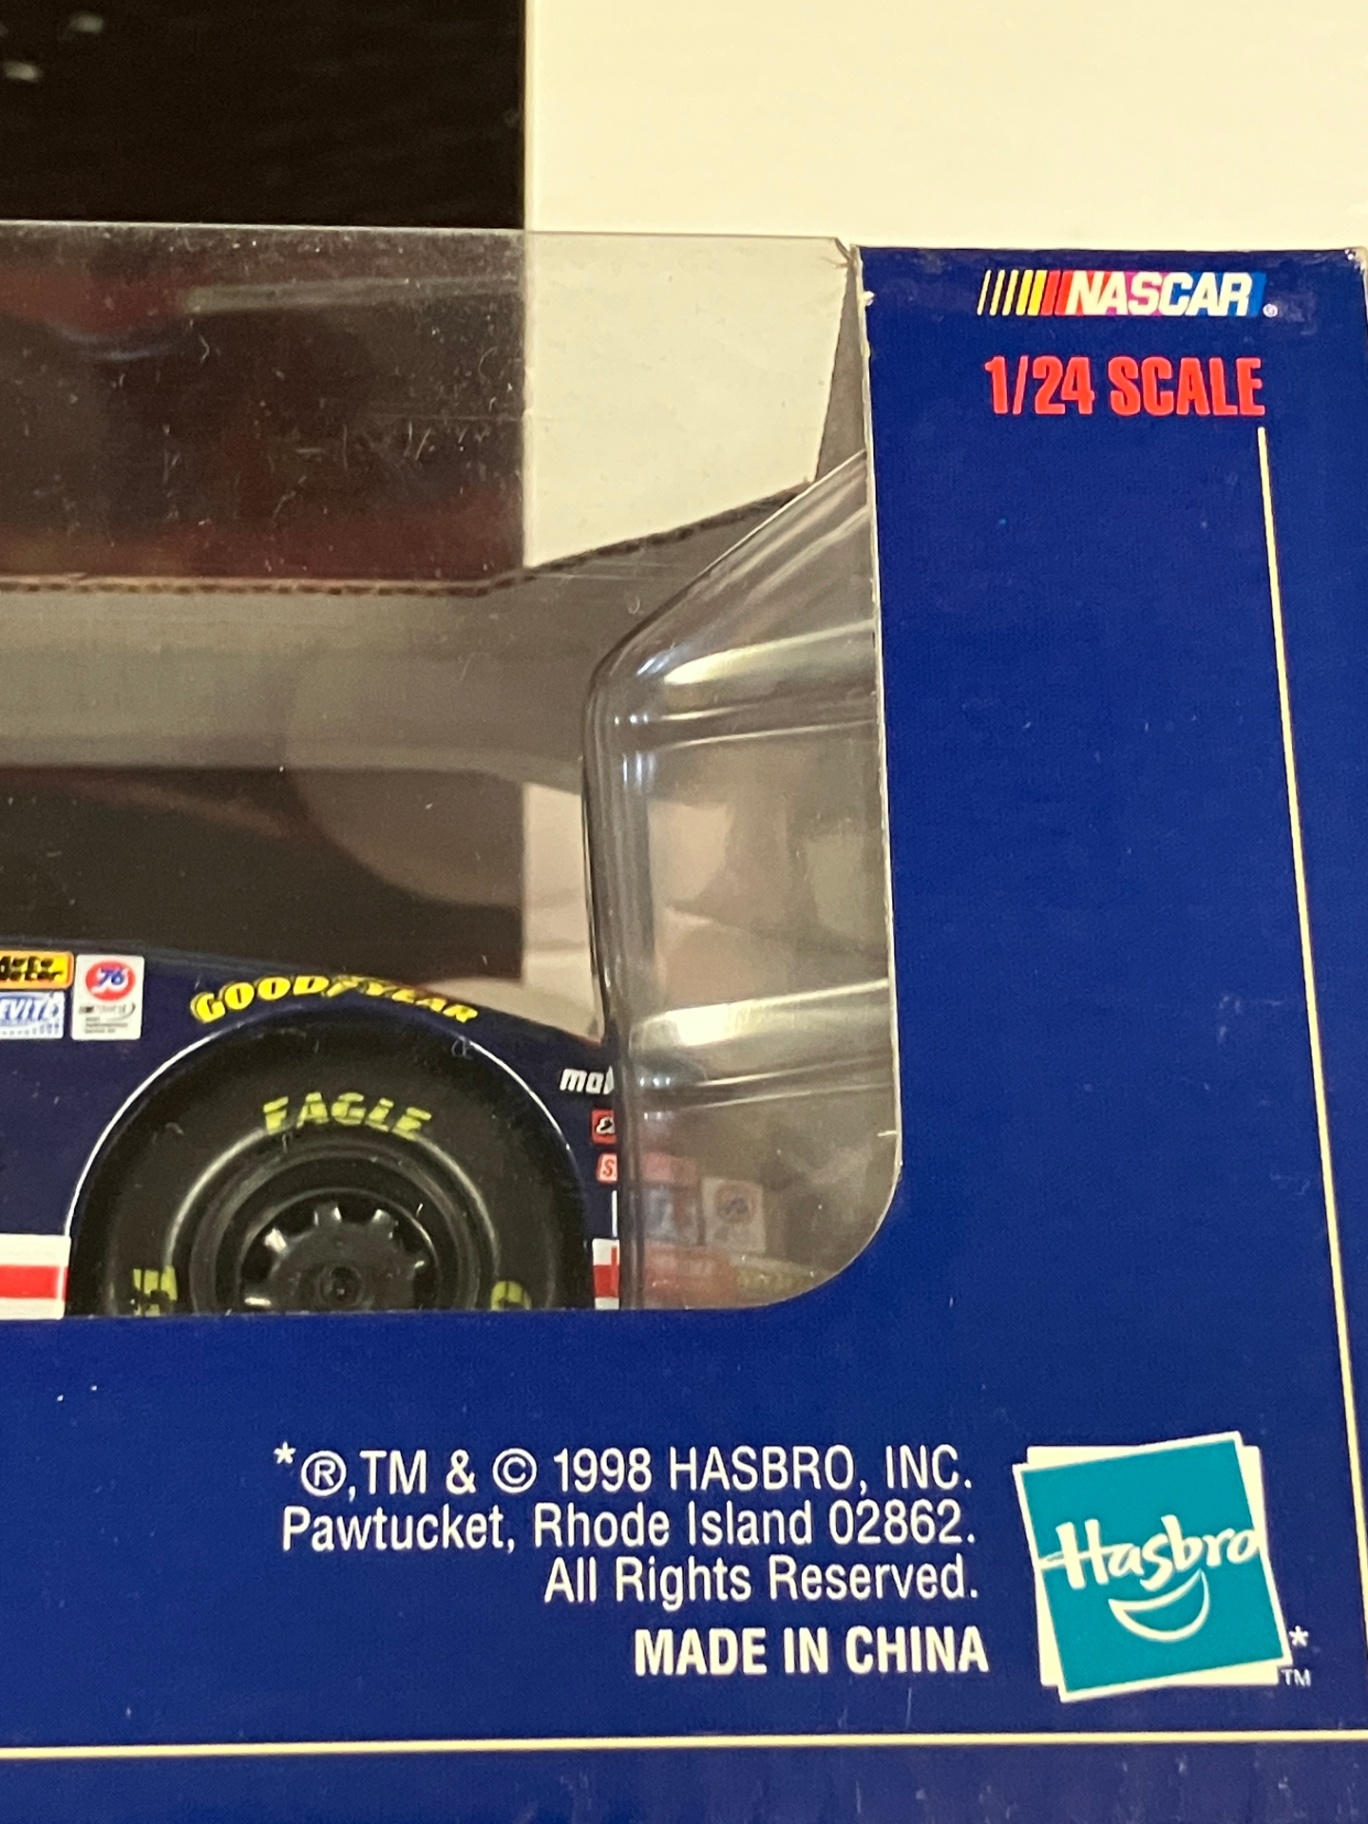 NASCAR®
1/24 SCALE
76
GOODYEAR
EAGLE
*®,TM & © 1998 HASBRO, INC.
Pawtucket, Rhode Island 02862.
All Rights Reserved.
MADE IN CHINA
Hasbro
*
TM